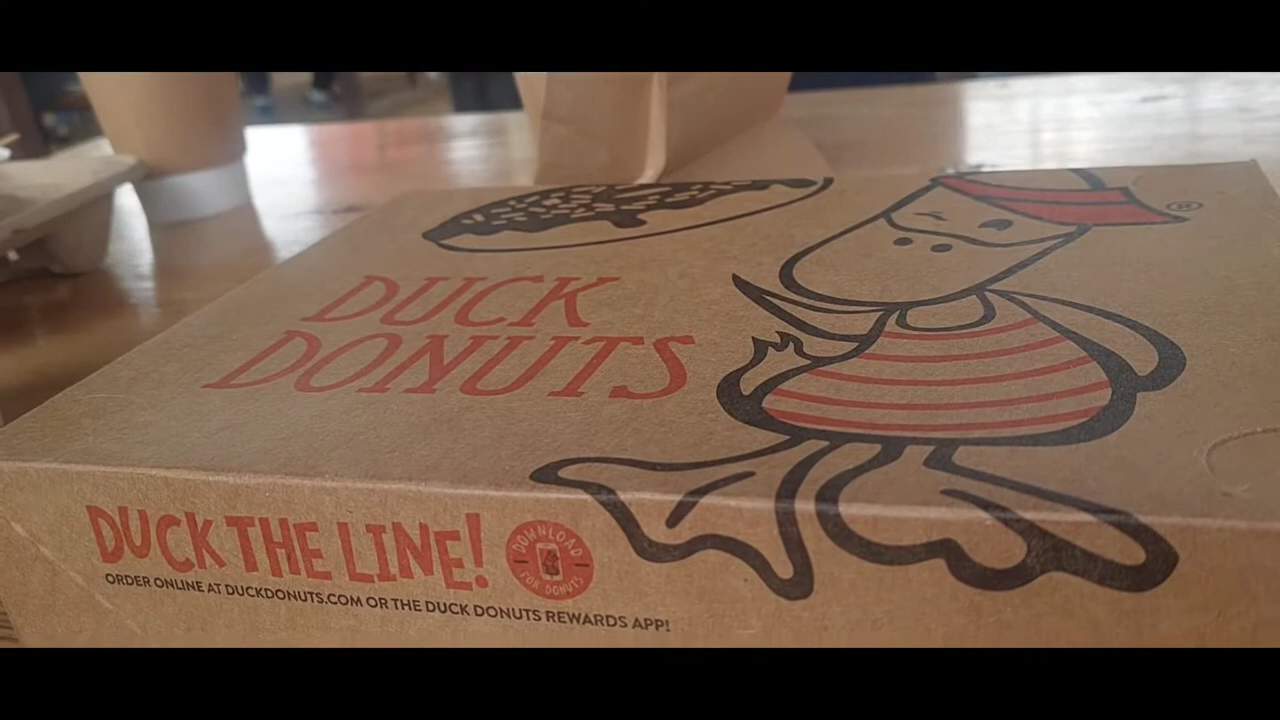 ®
DUCK
DONUTS
DUCK THE LINE!
DOWNLOAD
FOR DONUTS
ORDER ONLINE AT DUCKDONUTS.COM OR THE DUCK DONUTS REWARDS APP!